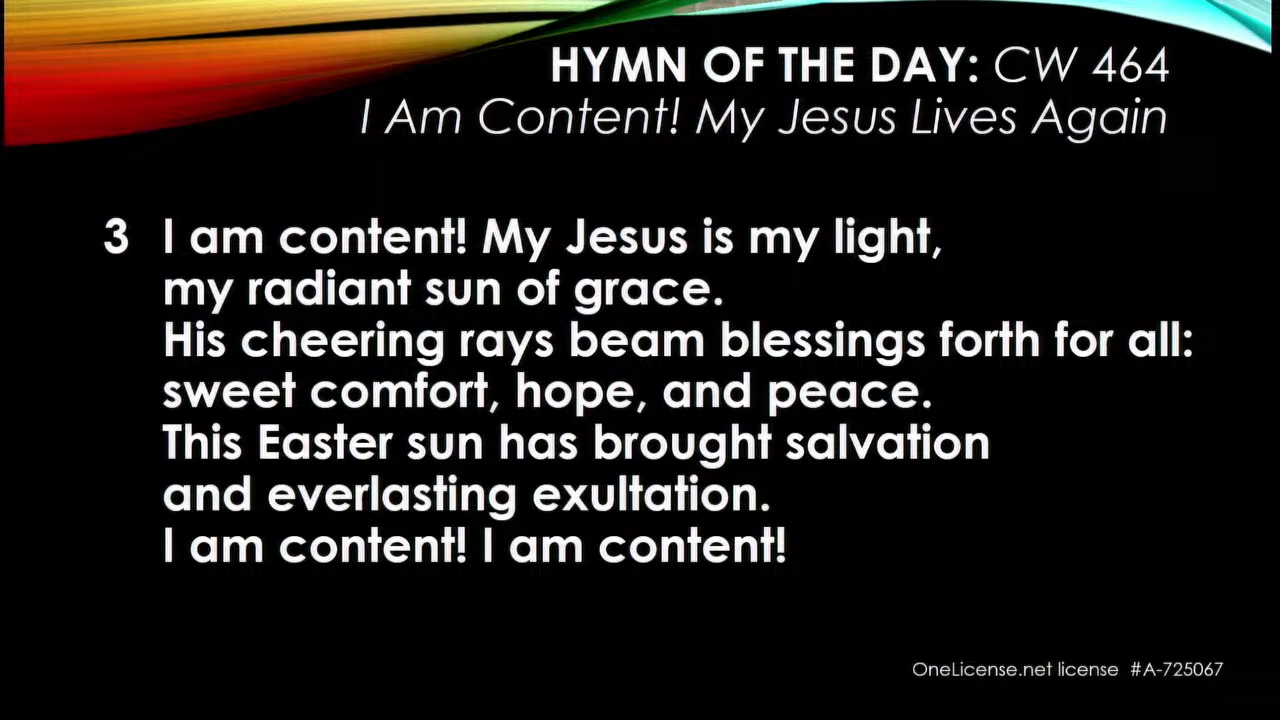 HYMN OF THE DAY: CW 464
I Am Content! My Jesus Lives Again
3 I am content! My Jesus is my light,
my radiant sun of grace.
His cheering rays beam blessings forth for all:
sweet comfort, hope, and peace.
This Easter sun has brought salvation
and everlasting exultation.
I am content! I am content!
OneLicense.net license #A-725067